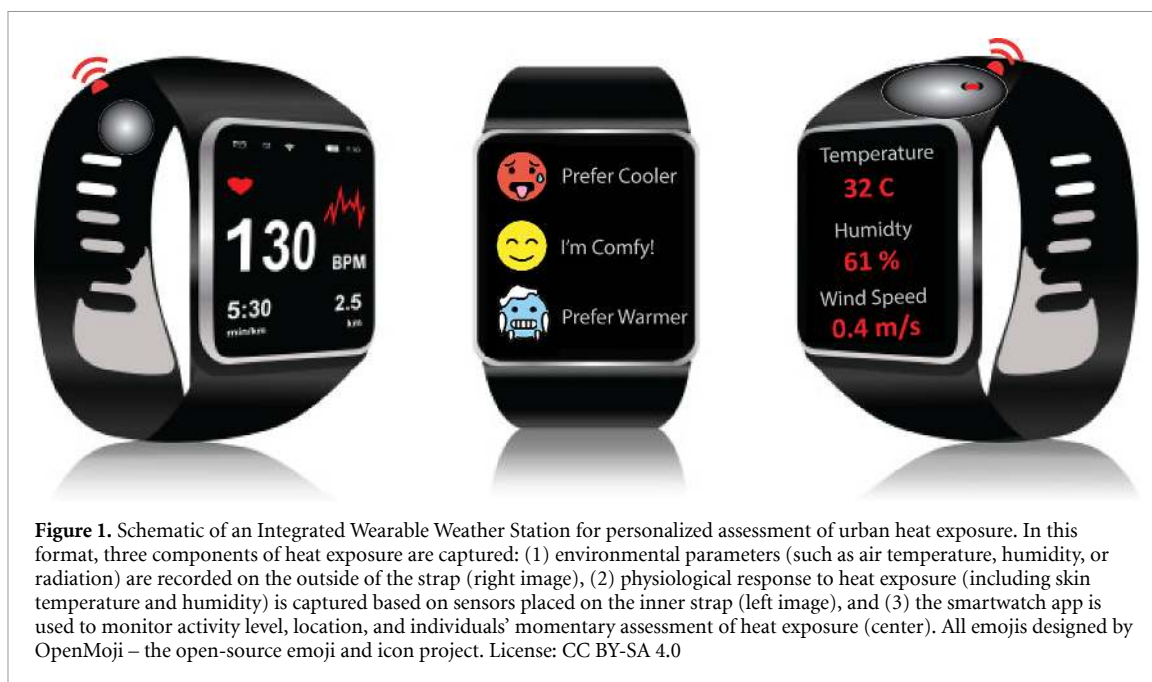 130
BPM
5:30
min/km
2.5
km
Prefer Cooler
I'm Comfy!
Prefer Warmer
Temperature
32 C
Humidty
61 %
Wind Speed
0.4 m/s
Figure 1. Schematic of an Integrated Wearable Weather Station for personalized assessment of urban heat exposure. In this
format, three components of heat exposure are captured: (1) environmental parameters (such as air temperature, humidity, or
radiation) are recorded on the outside of the strap (right image), (2) physiological response to heat exposure (including skin
temperature and humidity) is captured based on sensors placed on the inner strap (left image), and (3) the smartwatch app is
used to monitor activity level, location, and individuals' momentary assessment of heat exposure (center). All emojis designed by
OpenMoji – the open-source emoji and icon project. License: CC BY-SA 4.0